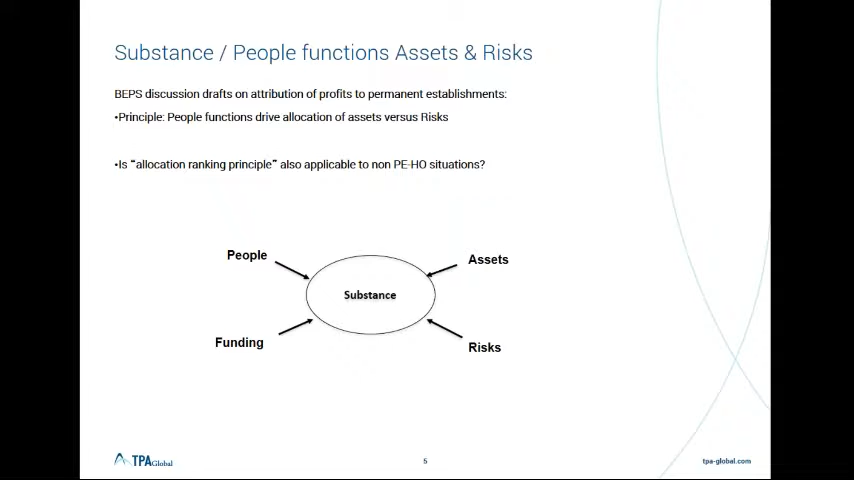 Substance / People functions Assets & Risks
BEPS discussion drafts on attribution of profits to permanent establishments:
•Principle: People functions drive allocation of assets versus Risks
•Is “allocation ranking principle” also applicable to non PE-HO situations?
People
Assets
Substance
Funding
Risks
TPAGlobal
5
tpa-global.com